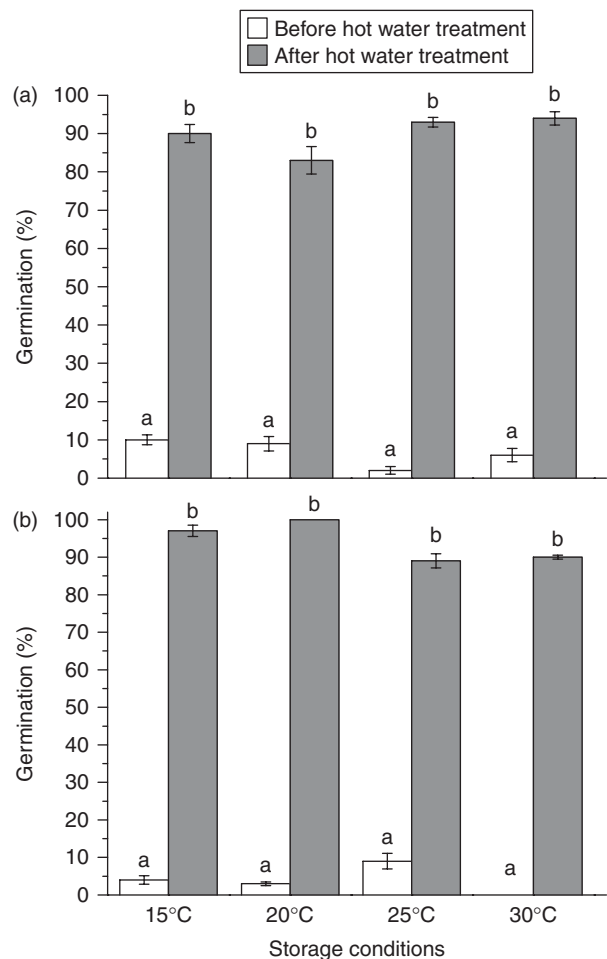 Before hot water treatment
After hot water treatment
(a)
Germination (%)
100
90
80
70
60
50
40
30
20
10
0
a
b
a
b
a
b
a
b
(b)
Germination (%)
100
90
80
70
60
50
40
30
20
10
0
a
b
a
b
a
b
a
b
15°C 20°C 25°C 30°C
Storage conditions